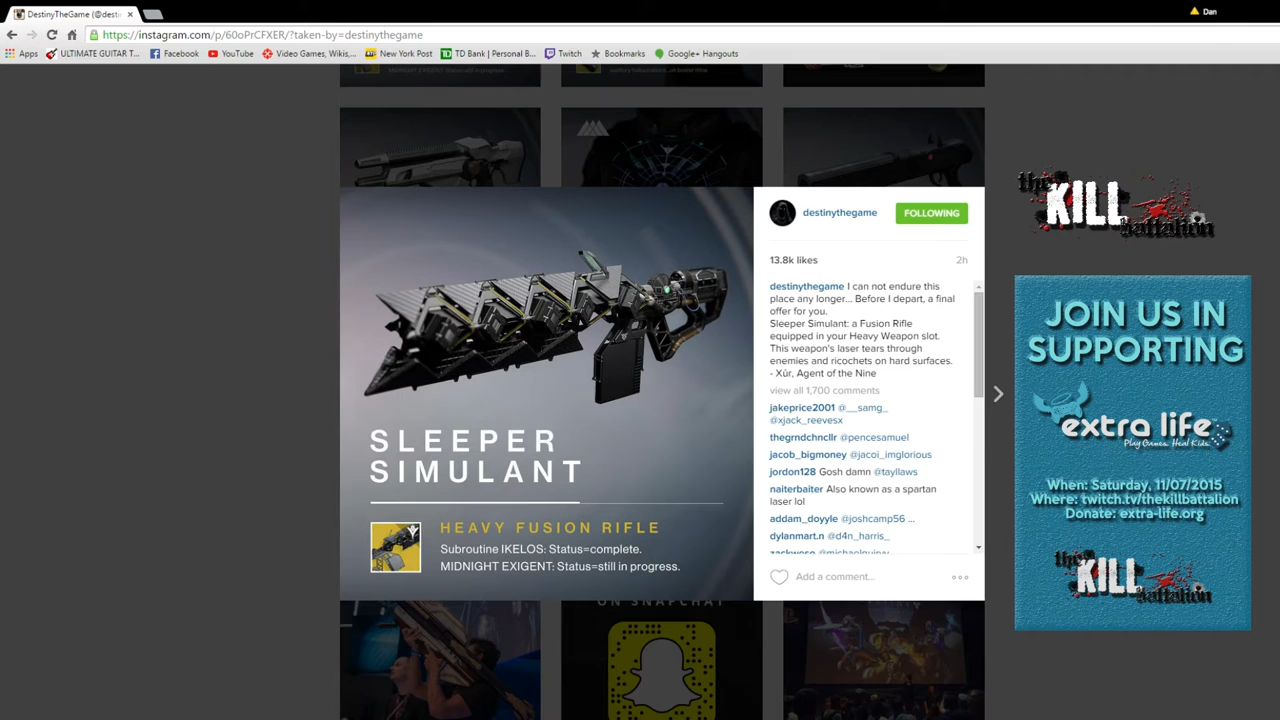 DestinyTheGame (@desti
Dan
https://instagram.com/p/60oPrCFXER/?taken-by=destinythegame
Apps ULTIMATE GUITAR T... Facebook YouTube Video Games, Wikis,... New York Post TD Bank | Personal B... Twitch Bookmarks Google+ Hangouts
destinythegame FOLLOWING
13.8k likes 2h
destinythegame I can not endure this
place any longer... Before I depart, a final
offer for you.
Sleeper Simulant: a Fusion Rifle
equipped in your Heavy Weapon slot.
This weapon's laser tears through
enemies and ricochets on hard surfaces.
- Xûr, Agent of the Nine
view all 1,700 comments
jakeprice2001 @__samg_
@xjack_reevesx
thegrndchncllr @pencesamuel
jacob_bigmoney @jacoi_imglorious
jordon128 Gosh damn @tayllaws
naiterbaiter Also known as a spartan
laser lol
addam_doyyle @joshcamp56 ...
dylanmart.n @d4n_harris_
Add a comment...
SLEEPER
SIMULANT
HEAVY FUSION RIFLE
Subroutine IKELOS: Status=complete.
MIDNIGHT EXIGENT: Status=still in progress.
ON SNAPCHAT
the
KILL
battalion
JOIN US IN
SUPPORTING
extra life
Play Games. Heal Kids.
When: Saturday, 11/07/2015
Where: twitch.tv/thekillbattalion
Donate: extra-life.org
the
KILL
battalion